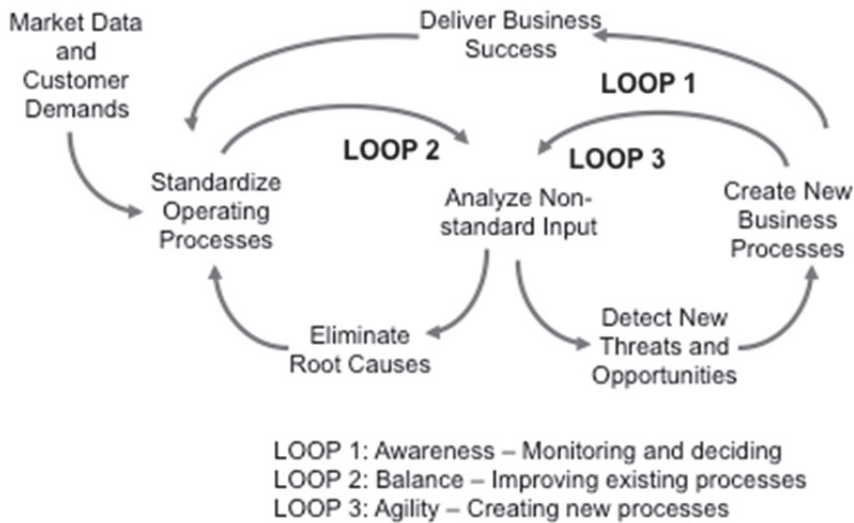 Market Data
and
Customer
Demands
Deliver Business
Success
LOOP 1
LOOP 2
LOOP 3
Standardize
Operating
Processes
Analyze Non-
standard Input
Create New
Business
Processes
Eliminate
Root Causes
Detect New
Threats and
Opportunities
LOOP 1: Awareness – Monitoring and deciding
LOOP 2: Balance – Improving existing processes
LOOP 3: Agility – Creating new processes